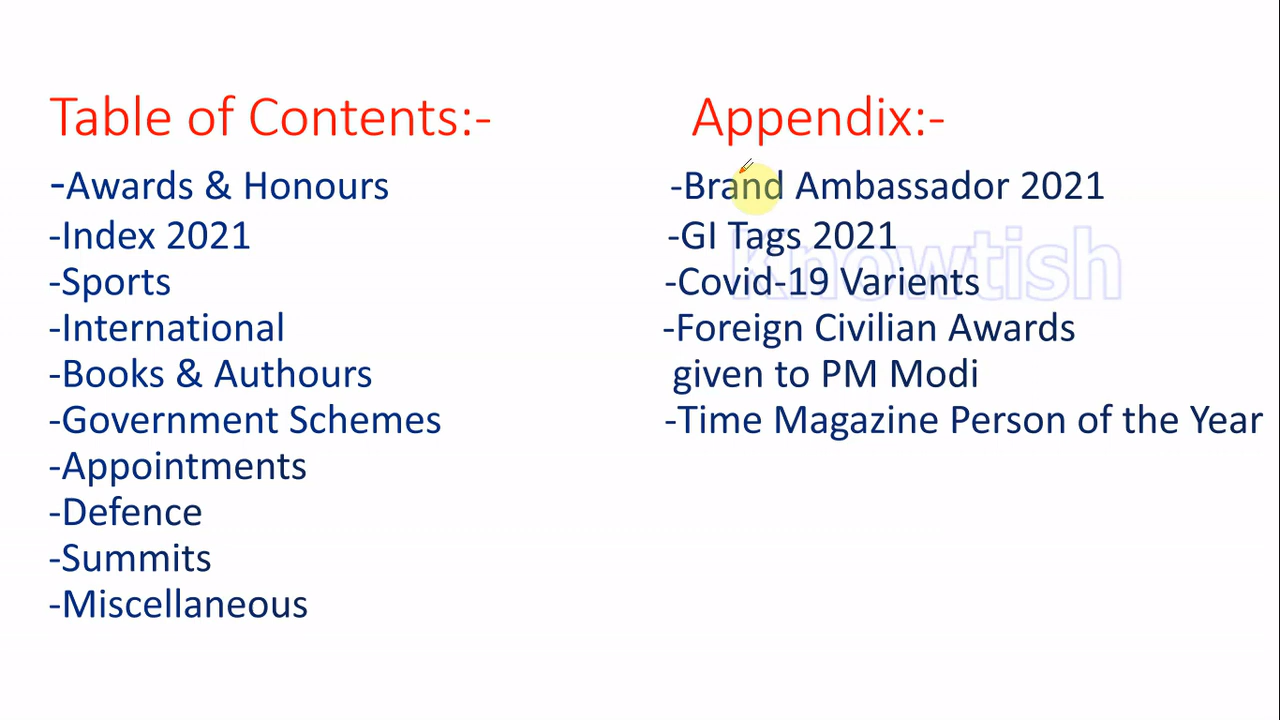 Table of Contents:-
-Awards & Honours
-Index 2021
-Sports
-International
-Books & Authours
-Government Schemes
-Appointments
-Defence
-Summits
-Miscellaneous
Appendix:-
-Brand Ambassador 2021
-GI Tags 2021
-Covid-19 Varients
-Foreign Civilian Awards
given to PM Modi
-Time Magazine Person of the Year
Knowtish